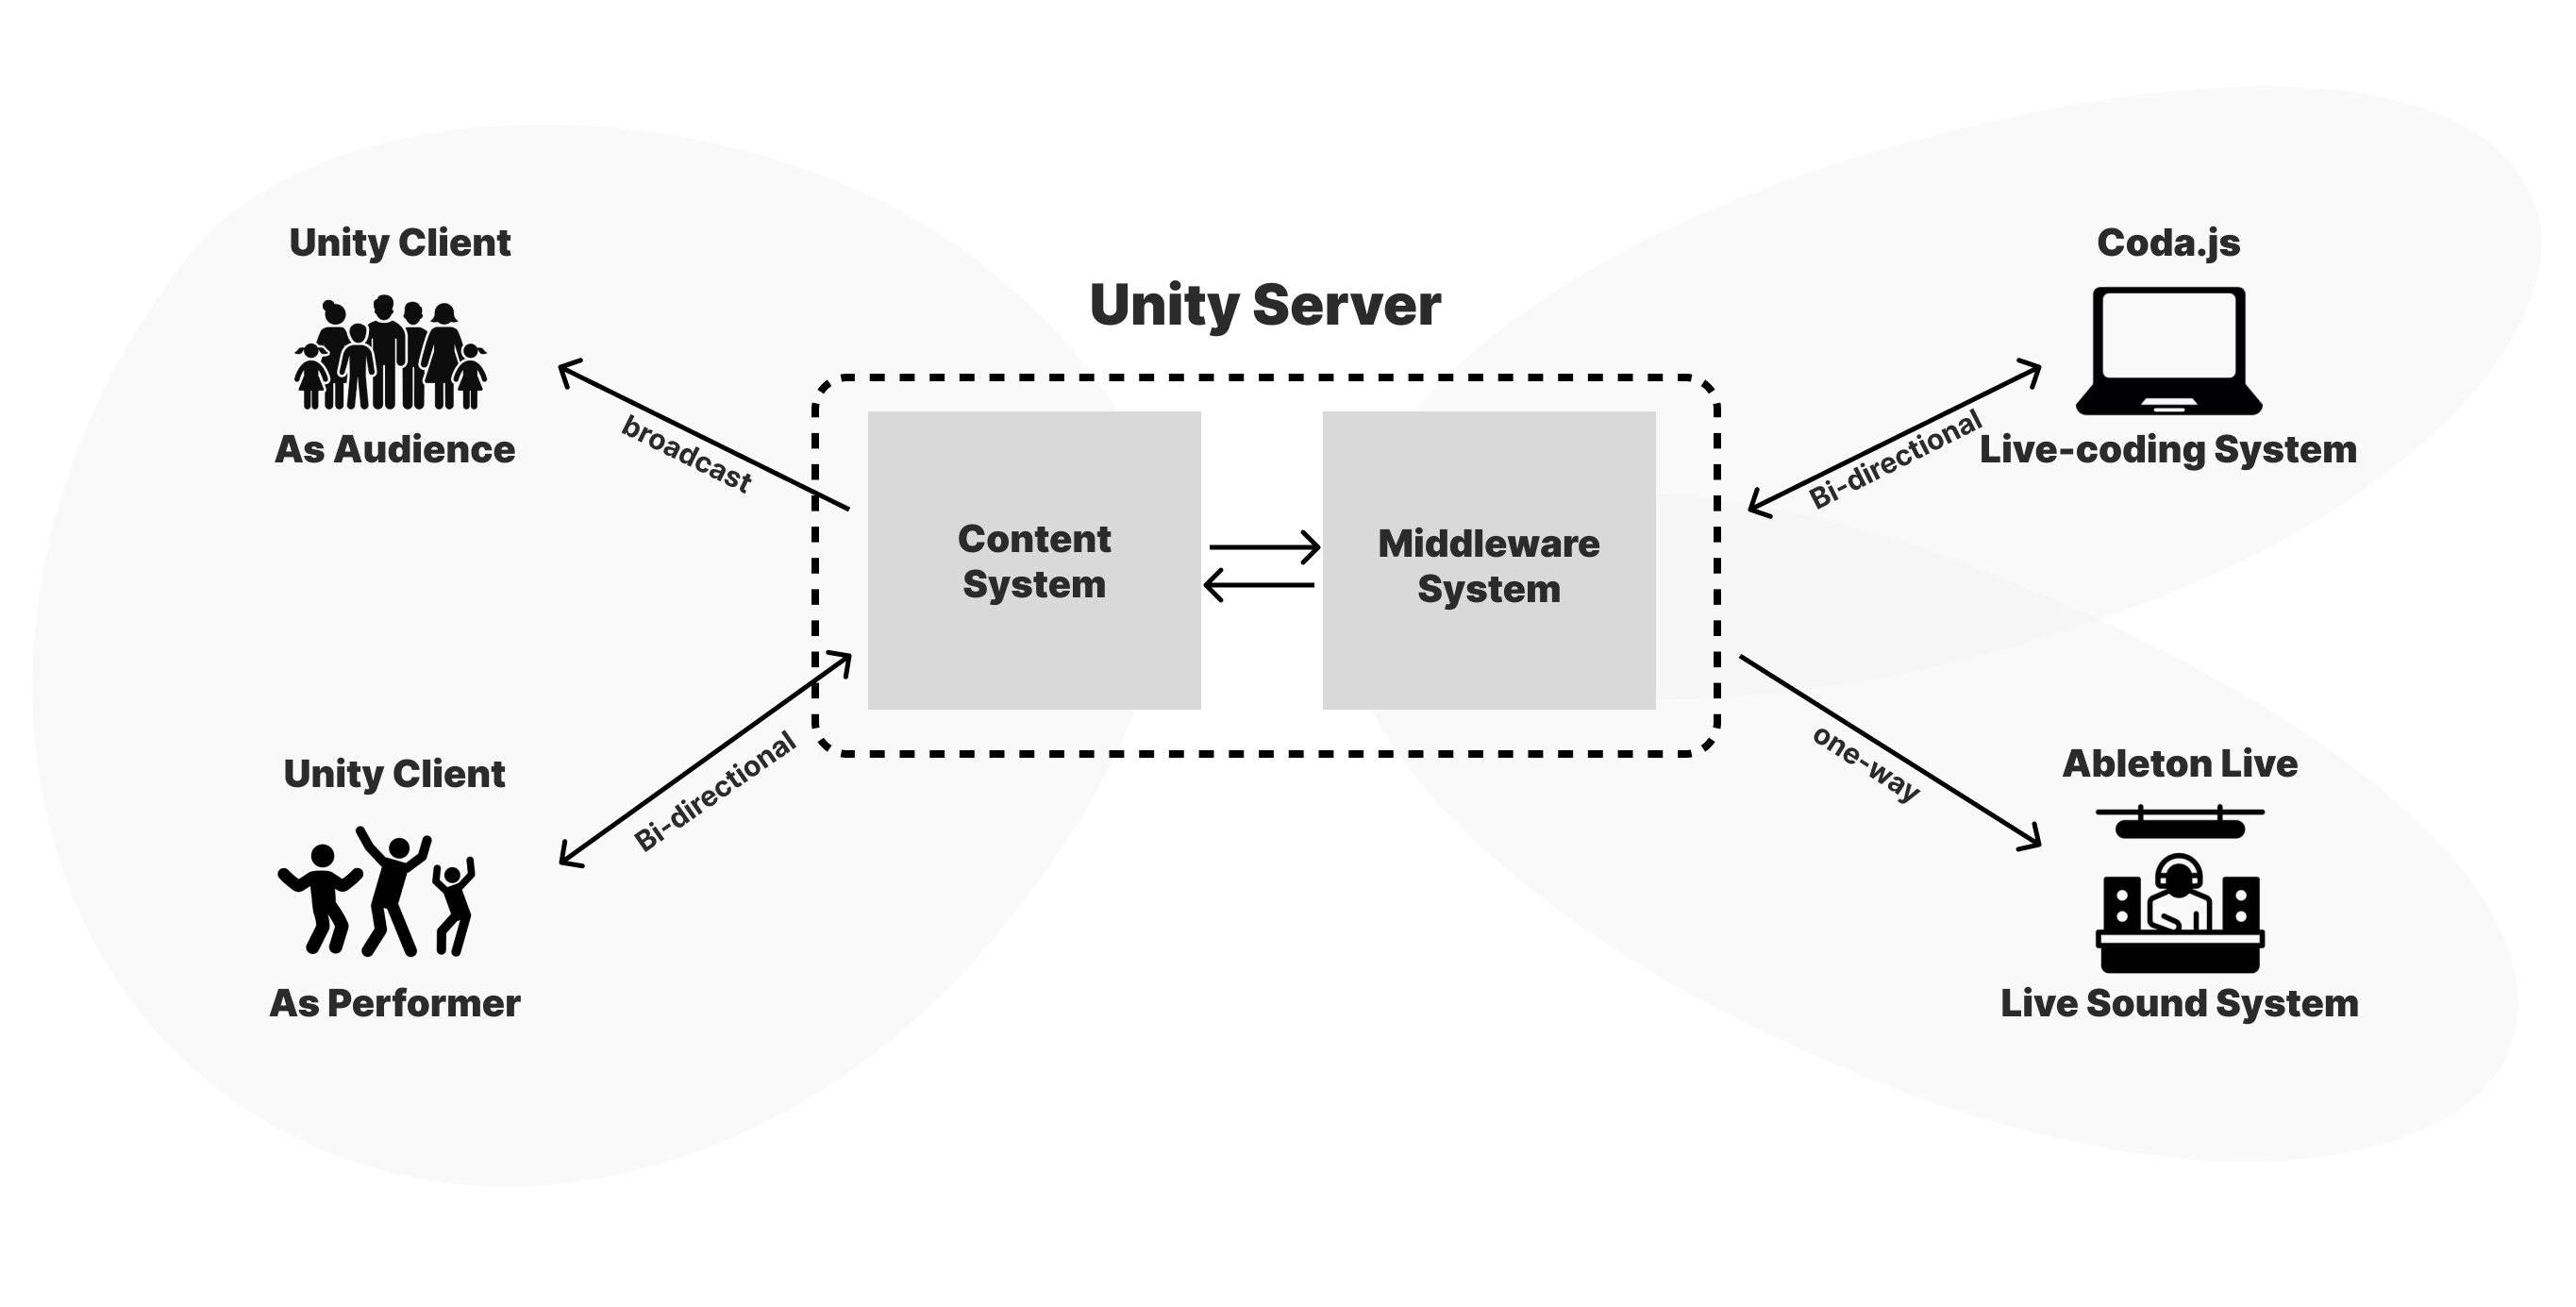 Unity Client
As Audience
broadcast
Unity Client
As Performer
Bi-directional
Unity Server
Content
System
Middleware
System
Coda.js
Live-coding System
Bi-directional
Ableton Live
Live Sound System
one-way